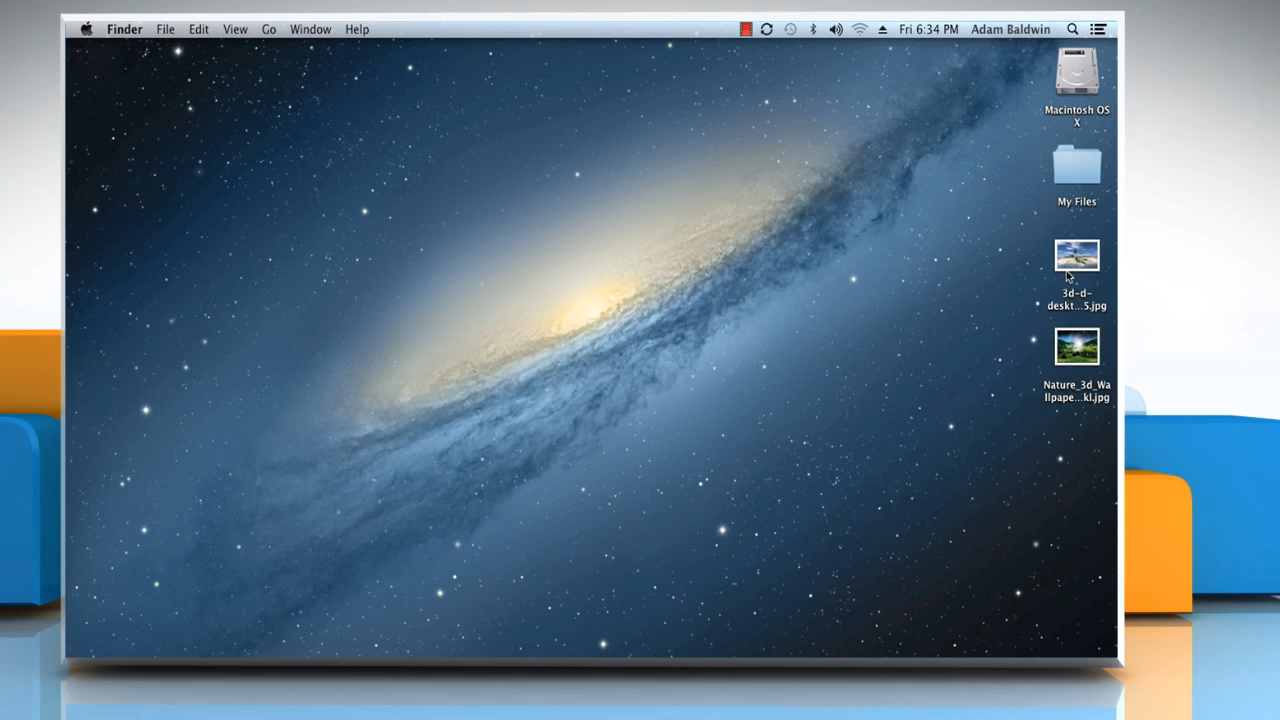 Finder File Edit View Go Window Help Fri 6:34 PM Adam Baldwin
Macintosh OS
X
My Files
3d-d-
deskt...5.jpg
Nature_3d_Wa
llpape...kl.jpg